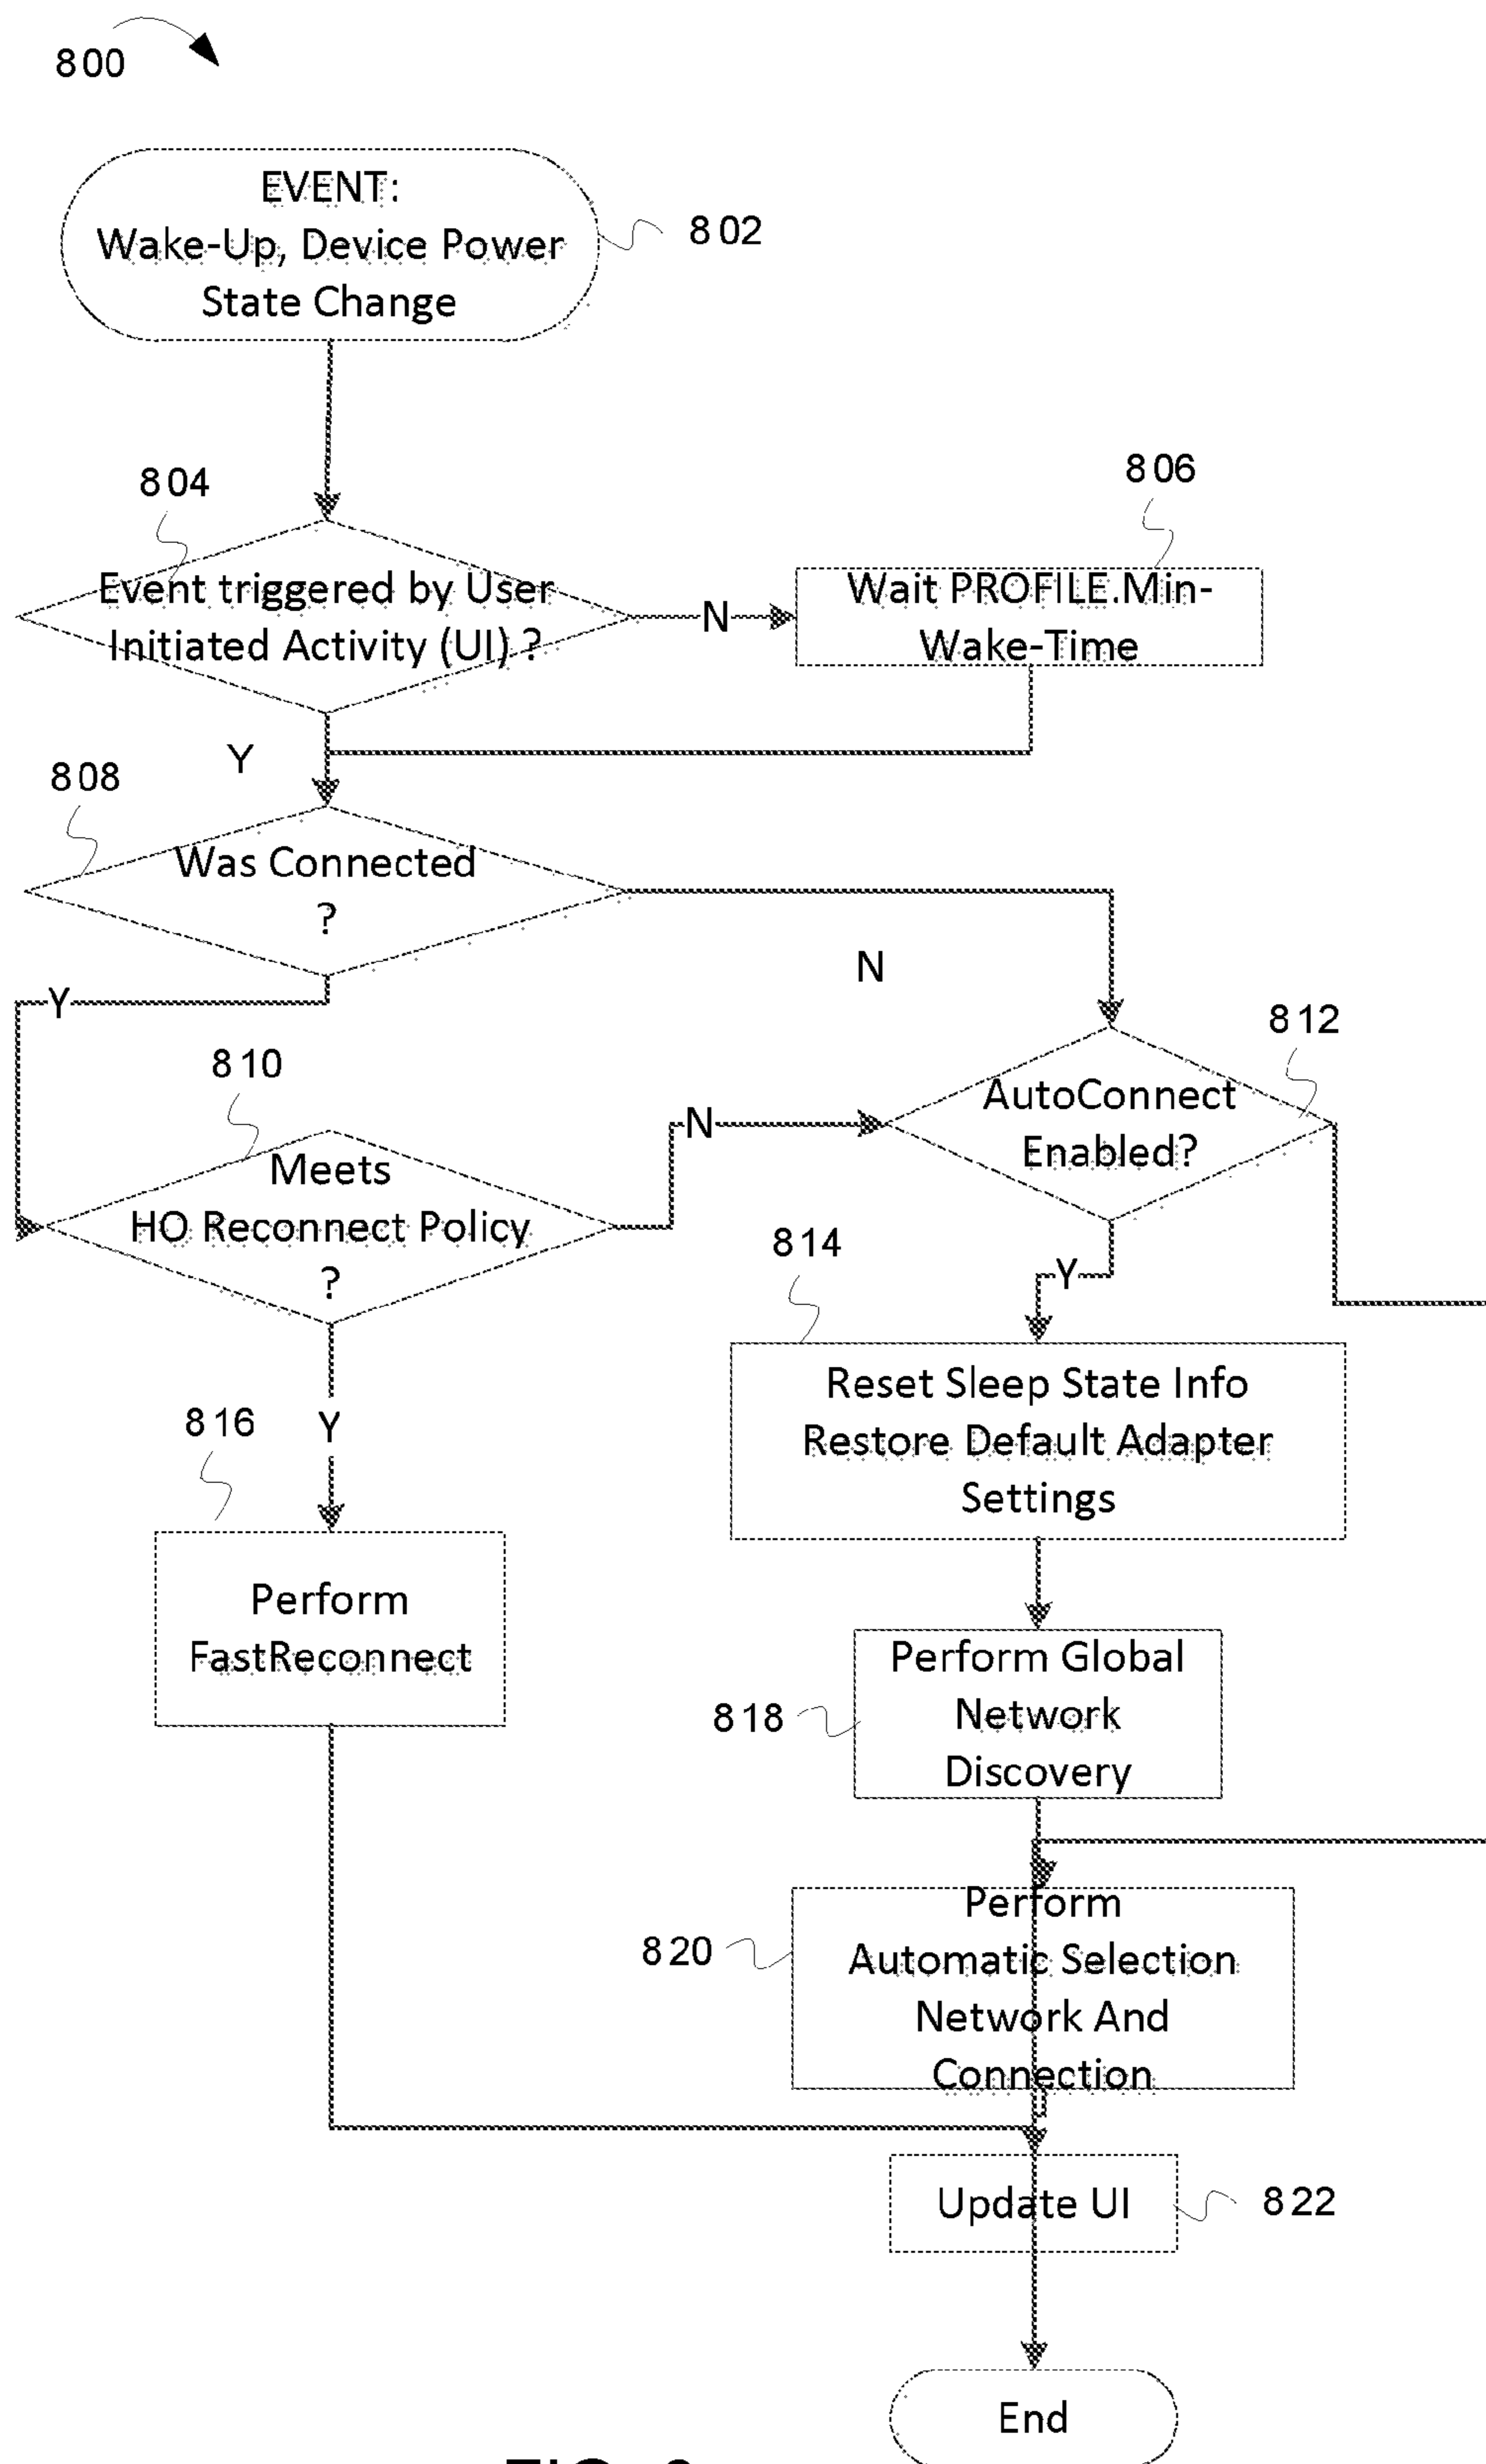 800
EVENT:
Wake-Up, Device Power
State Change
802
804
Event triggered by User
Initiated Activity (UI) ?
N
806
Wait PROFILE.Min-
Wake-Time
Y
808
Was Connected
?
N
Y
810
Meets
HO Reconnect Policy
?
N
812
AutoConnect
Enabled?
Y
814
Reset Sleep State Info
Restore Default Adapter
Settings
Y
816
Perform
FastReconnect
818
Perform Global
Network
Discovery
820
Perform
Automatic Selection
Network And
Connection
Update UI
822
End